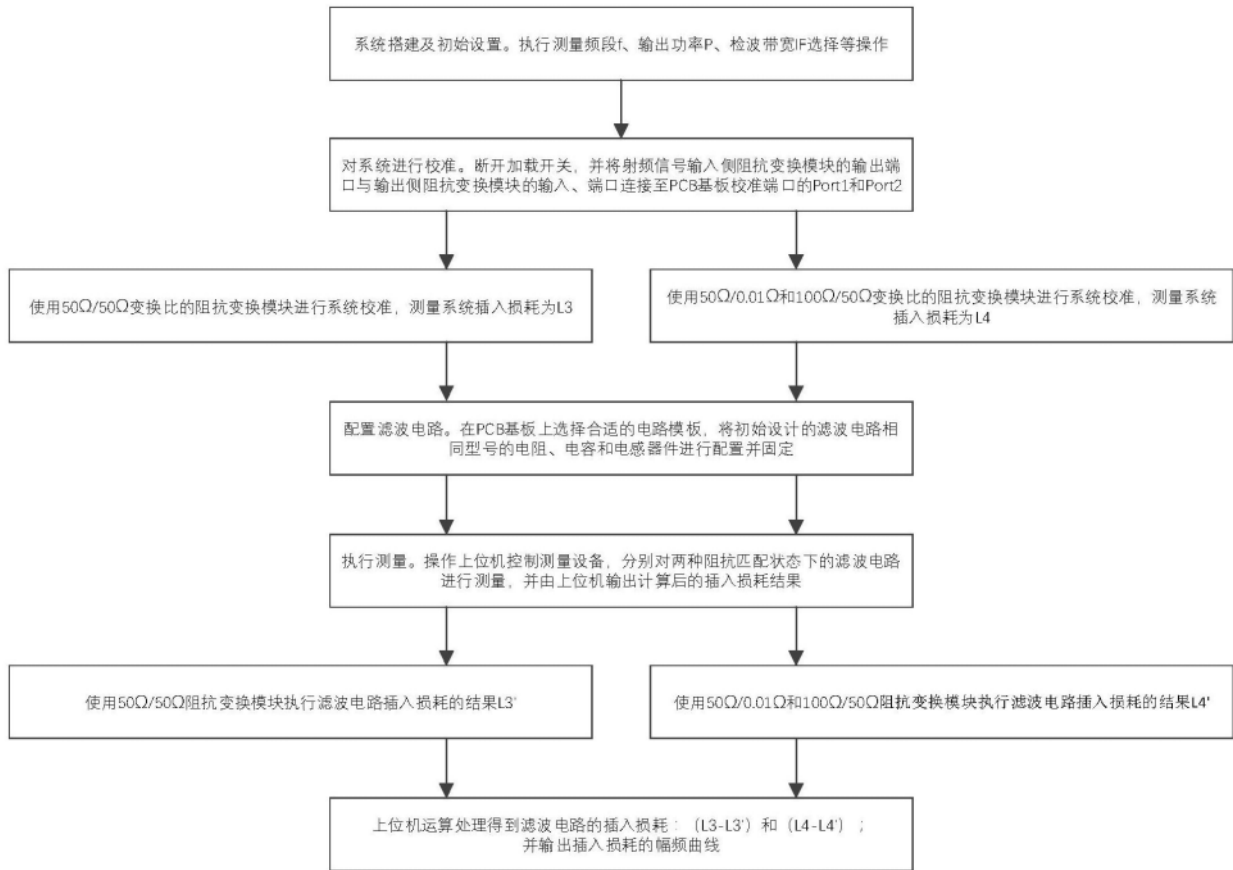 系统搭建及初始设置。执行测量频段f、输出功率P、检波带宽IF选择等操作
对系统进行校准。断开加载开关，并将射频信号输入侧阻抗变换模块的输出端
口与输出侧阻抗变换模块的输入、端口连接至PCB基板校准端口的Port1和Port2
使用50Ω/50Ω变换比的阻抗变换模块进行系统校准，测量系统插入损耗为L3
使用50Ω/0.01Ω和100Ω/50Ω变换比的阻抗变换模块进行系统校准，测量系统
插入损耗为L4
配置滤波电路。在PCB基板上选择合适的电路模板，将初始设计的滤波电路相
同型号的电阻、电容和电感器件进行配置并固定
执行测量。操作上位机控制测量设备，分别对两种阻抗匹配状态下的滤波电路
进行测量，并由上位机输出计算后的插入损耗结果
使用50Ω/50Ω阻抗变换模块执行滤波电路插入损耗的结果L3'
使用50Ω/0.01Ω和100Ω/50Ω阻抗变换模块执行滤波电路插入损耗的结果L4'
上位机运算处理得到滤波电路的插入损耗：（L3-L3'）和（L4-L4'）；
并输出插入损耗的幅频曲线